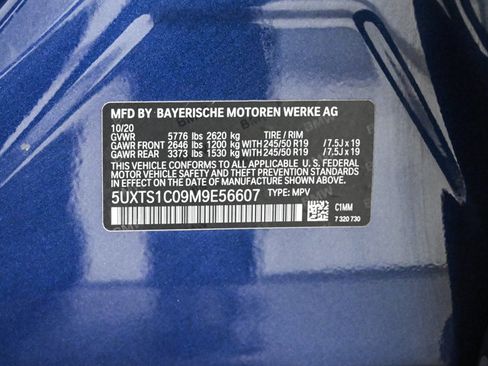 MFD BY BAYERISCHE MOTOREN WERKE AG
10/20
GVWR 5776 lbs 2620 kg TIRE / RIM
GAWR FRONT 2646 lbs 1200 kg WITH 245/50 R19 / 7.5J x 19
GAWR REAR 3373 lbs 1530 kg WITH 245/50 R19 / 7.5J x 19
THIS VEHICLE CONFORMS TO ALL APPLICABLE U.S. FEDERAL
MOTOR VEHICLE SAFETY AND THEFT PREVENTION STANDARDS
IN EFFECT ON THE DATE OF MANUFACTURE SHOWN ABOVE.
5UXTS1C09M9E56607 TYPE: MPV
C1MM
7 320 730